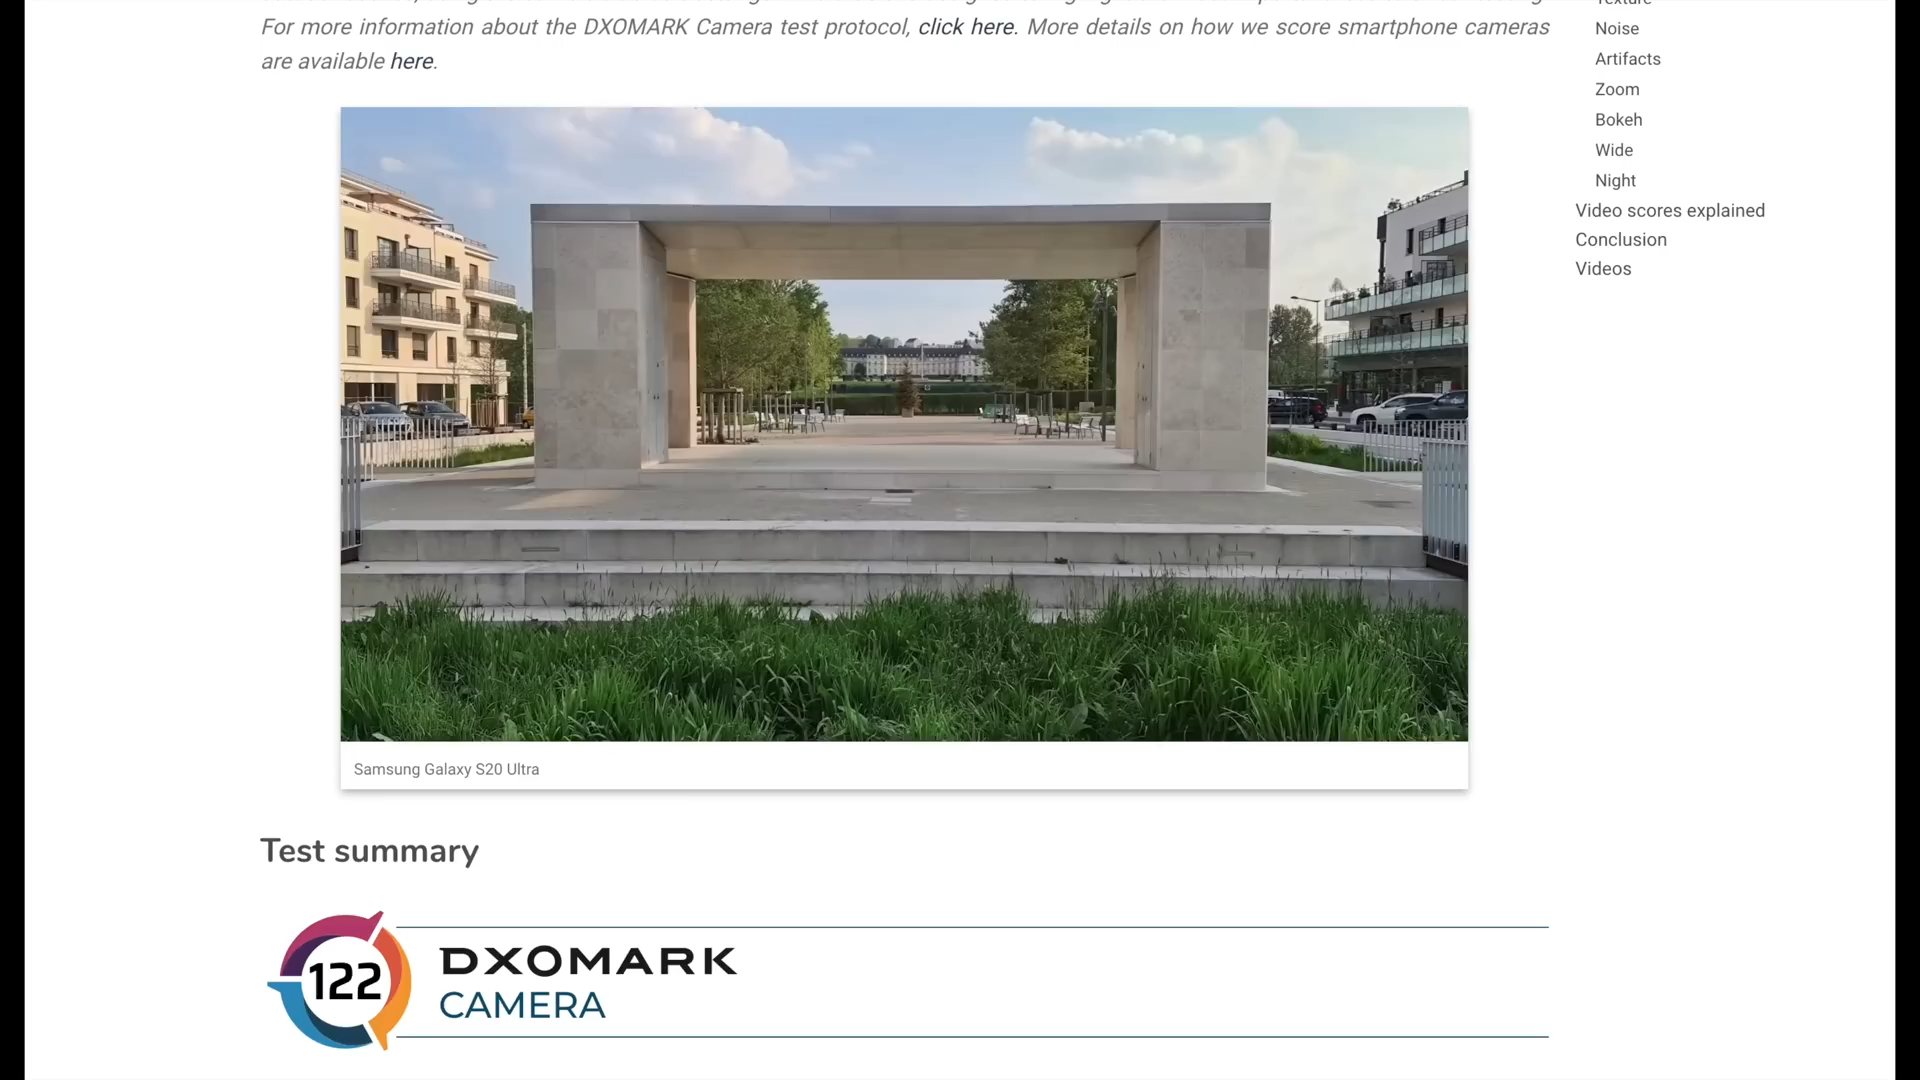 For more information about the DXOMARK Camera test protocol, click here. More details on how we score smartphone cameras
are available here.
Texture
Noise
Artifacts
Zoom
Bokeh
Wide
Night
Video scores explained
Conclusion
Videos
Samsung Galaxy S20 Ultra
Test summary
122
DXOMARK
CAMERA